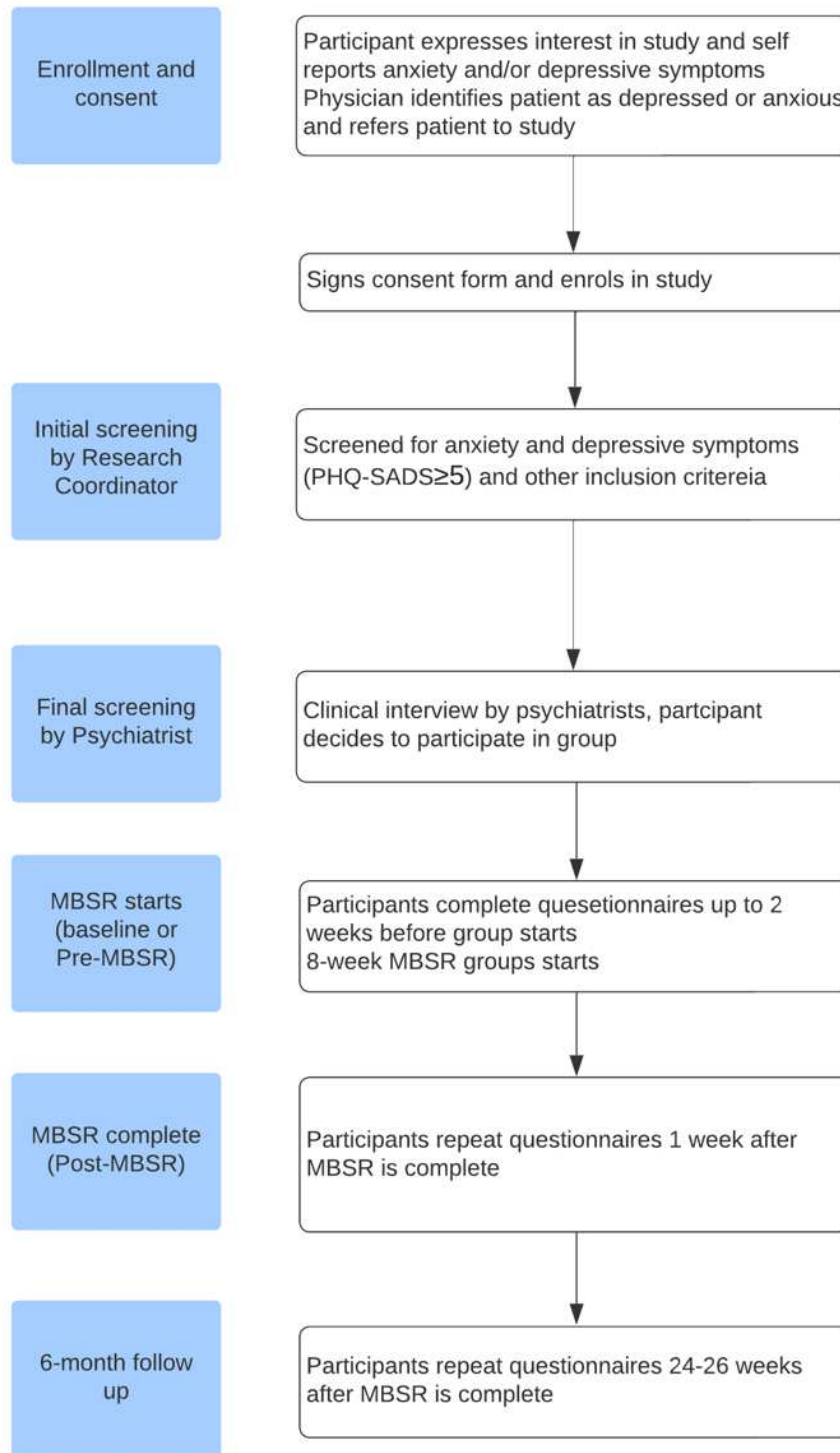 Enrollment and
consent
Participant expresses interest in study and self
reports anxiety and/or depressive symptoms
Physician identifies patient as depressed or anxious
and refers patient to study
Signs consent form and enrols in study
Initial screening
by Research
Coordinator
Screened for anxiety and depressive symptoms
(PHQ-SADS≥5) and other inclusion critereia
Final screening
by Psychiatrist
Clinical interview by psychiatrists, partcipant
decides to participate in group
MBSR starts
(baseline or
Pre-MBSR)
Participants complete quesetionnaires up to 2
weeks before group starts
8-week MBSR groups starts
MBSR complete
(Post-MBSR)
Participants repeat questionnaires 1 week after
MBSR is complete
6-month follow
up
Participants repeat questionnaires 24-26 weeks
after MBSR is complete